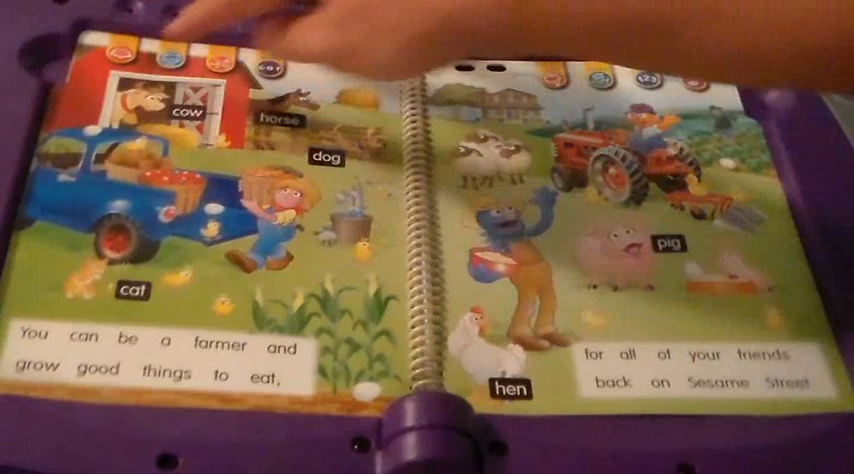 cow
horse
dog
cat
You can be a farmer and
grow good things to eat,
pig
hen
for all of your friends
back on Sesame Street
123